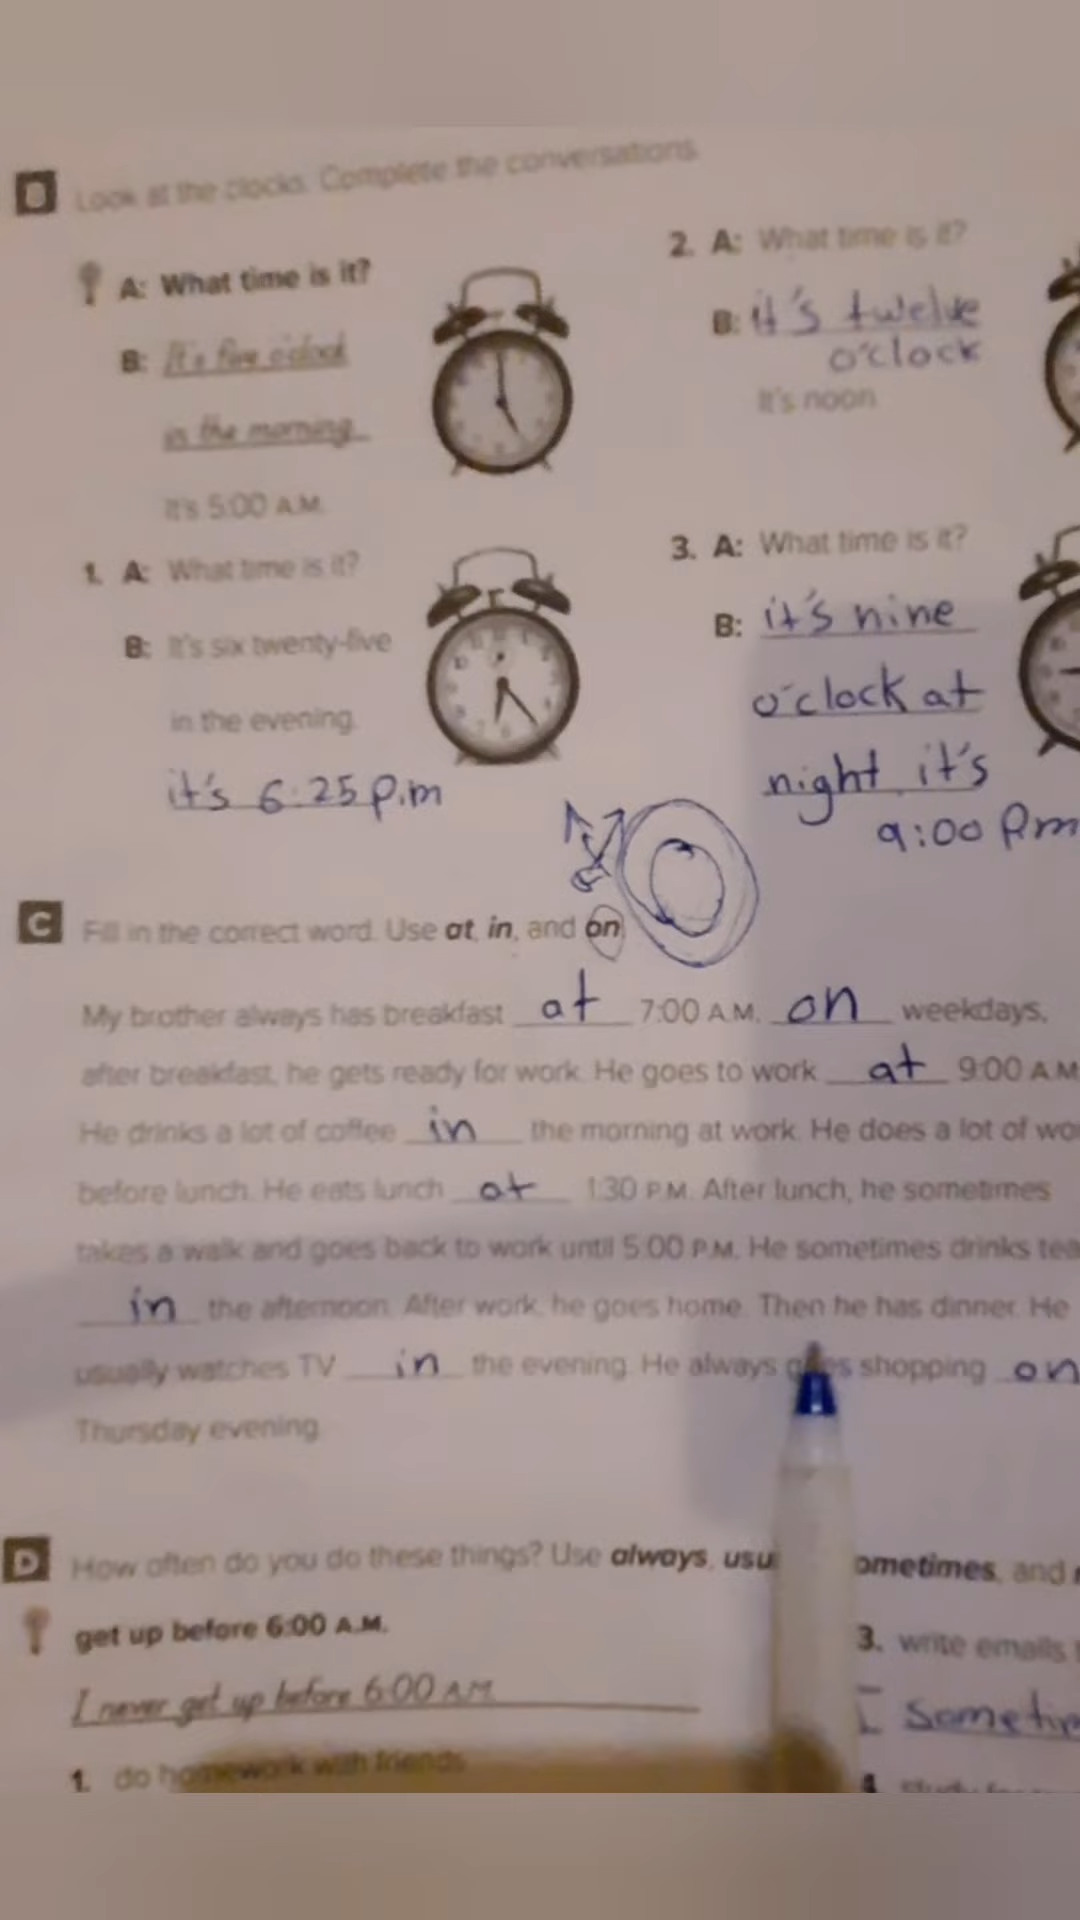 B Look at the clocks. Complete the conversations.
A: What time is it?
B: It's five o'clock
in the morning.
It's 5:00 A.M.
1. A: What time is it?
B: It's six twenty-five
in the evening.
it's 6:25 p.m
2. A: What time is it?
B: it's twelve
o'clock
It's noon.
3. A: What time is it?
B: it's nine
o'clock at
night. it's
9:00 Pm
C Fill in the correct word. Use at, in, and on.
My brother always has breakfast at 7:00 A.M. on weekdays,
after breakfast, he gets ready for work. He goes to work at 9:00 A.M
He drinks a lot of coffee in the morning at work. He does a lot of wo
before lunch. He eats lunch at 1:30 P.M. After lunch, he sometimes
takes a walk and goes back to work until 5:00 P.M. He sometimes drinks tea
in the afternoon. After work, he goes home. Then he has dinner. He
usually watches TV in the evening. He always goes shopping on
Thursday evening.
D How often do you do these things? Use always, usu ometimes, and
get up before 6:00 A.M.
I never get up before 6:00 A.M.
1. do homework with friends
3. write emails
I sometim